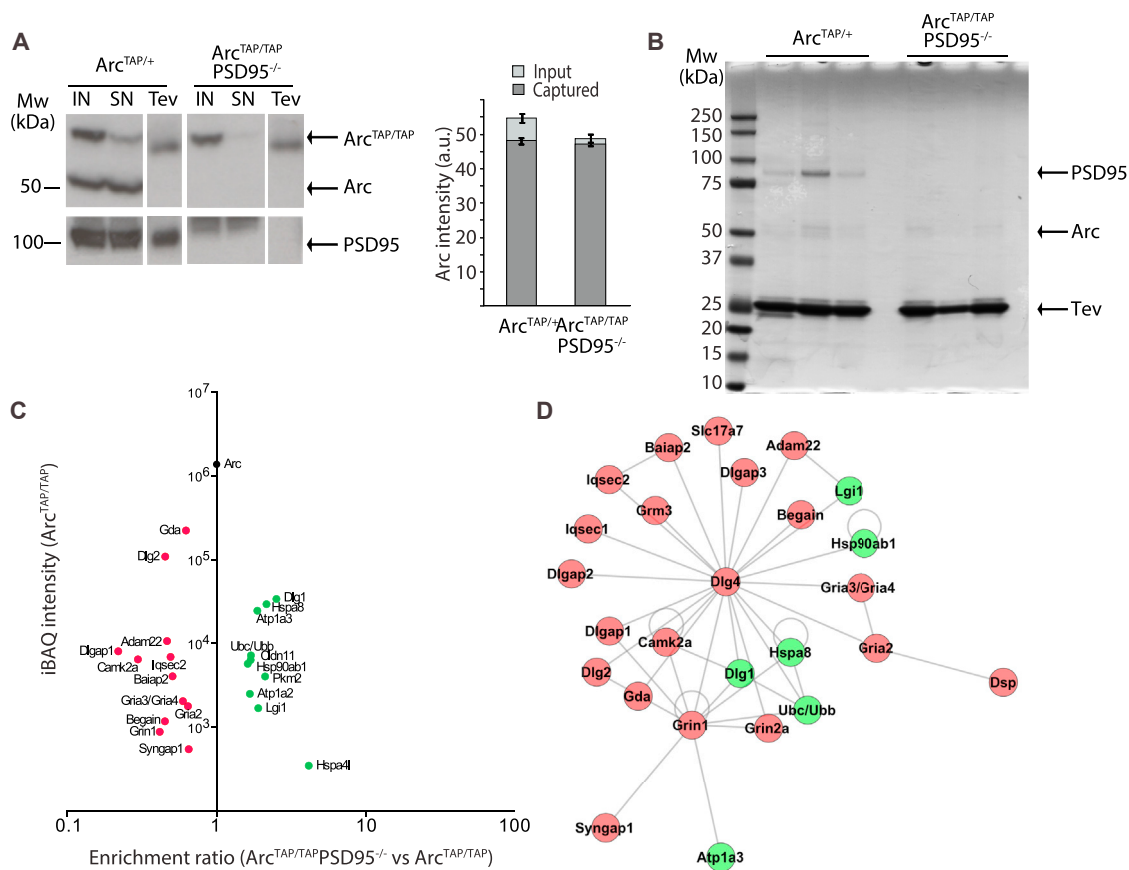 A
Arc^TAP/+
Arc^TAP/TAP
PSD95^-/-
Mw
(kDa)
IN SN Tev IN SN Tev
Arc^TAP/TAP
50
Arc
100
PSD95
Input
Captured
Arc intensity (a.u.)
50
40
30
20
10
Arc^TAP/+
Arc^TAP/TAP
PSD95^-/-
B
Mw
(kDa)
Arc^TAP/+
Arc^TAP/TAP
PSD95^-/-
250
150
100
75
50
37
25
20
15
10
PSD95
Arc
Tev
C
iBAQ intensity (Arc^TAP/TAP)
10^7
10^6
10^5
10^4
10^3
Arc
Gda
Dlg2
Dlg1
Hspa8
Atp1a3
Adam22
Dlgap1
Camk2a
Iqsec2
Baiap2
Ubc/Ubb
Cldn11
Hsp90ab1
Pkm2
Gria3/Gria4
Gria2
Atp1a2
Lgi1
Begain
Grin1
Syngap1
Hspa4l
0.1 1 10 100
Enrichment ratio (Arc^TAP/TAPPSD95^-/- vs Arc^TAP/TAP)
D
Slc17a7
Baiap2
Adam22
Iqsec2
Dlgap3
Lgi1
Grm3
Begain
Iqsec1
Hsp90ab1
Dlgap2
Dlg4
Gria3/Gria4
Dlgap1
Camk2a
Hspa8
Gria2
Dlg2
Dlg1
Dsp
Gda
Ubc/Ubb
Grin1
Grin2a
Syngap1
Atp1a3